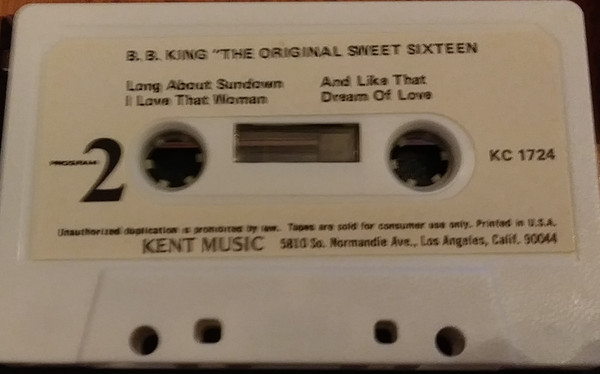 B. B. KING "THE ORIGINAL SWEET SIXTEEN
Long About Sundown And Like That
I Love That Woman Dream Of Love
PROGRAM 2
KC 1724
Unauthorized duplication is prohibited by law. Tapes are sold for consumer use only. Printed in U.S.A.
KENT MUSIC 5810 So. Normandie Ave., Los Angeles, Calif. 90044